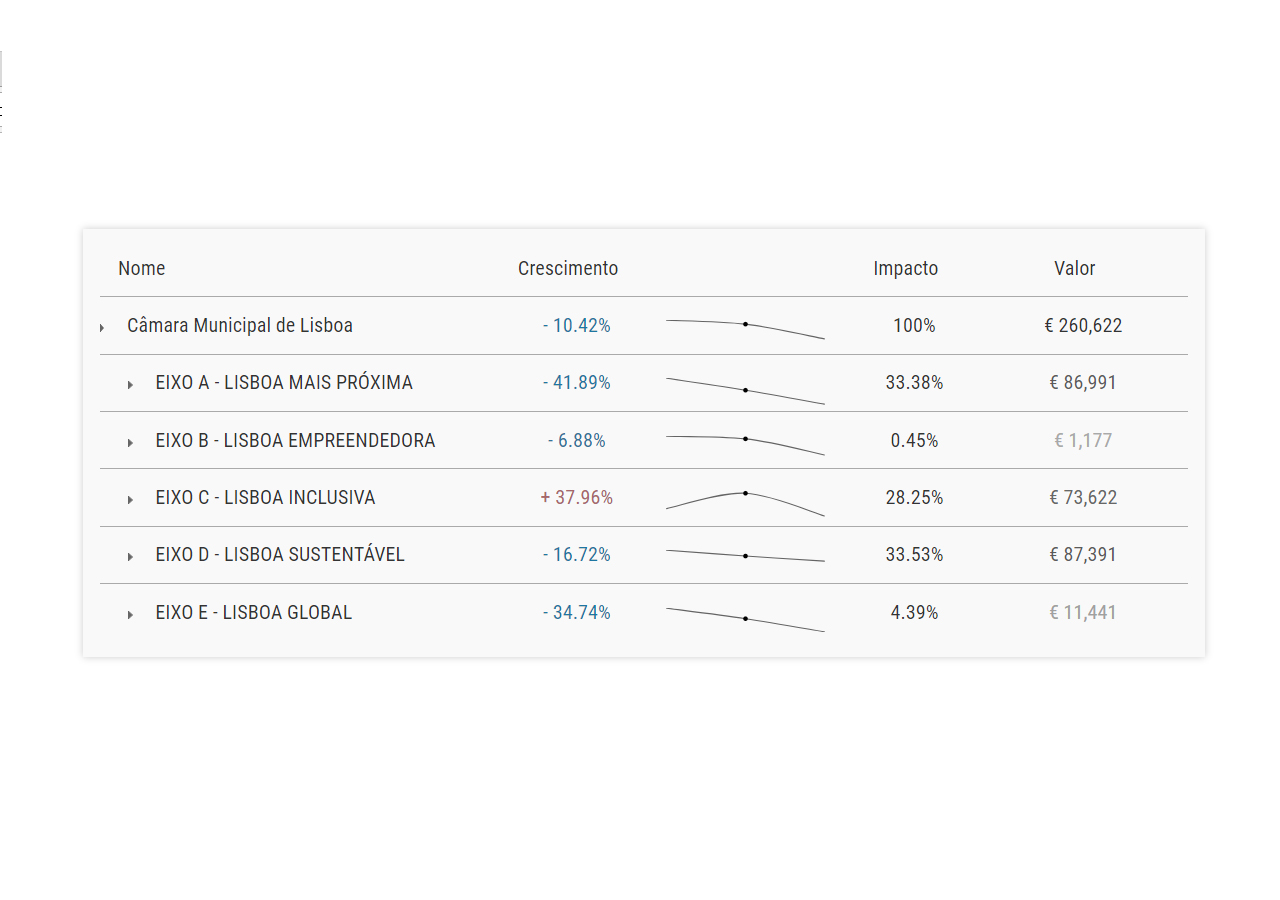 Nome Crescimento Impacto Valor
Câmara Municipal de Lisboa - 10.42% 100% € 260,622
EIXO A - LISBOA MAIS PRÓXIMA - 41.89% 33.38% € 86,991
EIXO B - LISBOA EMPREENDEDORA - 6.88% 0.45% € 1,177
EIXO C - LISBOA INCLUSIVA + 37.96% 28.25% € 73,622
EIXO D - LISBOA SUSTENTÁVEL - 16.72% 33.53% € 87,391
EIXO E - LISBOA GLOBAL - 34.74% 4.39% € 11,441